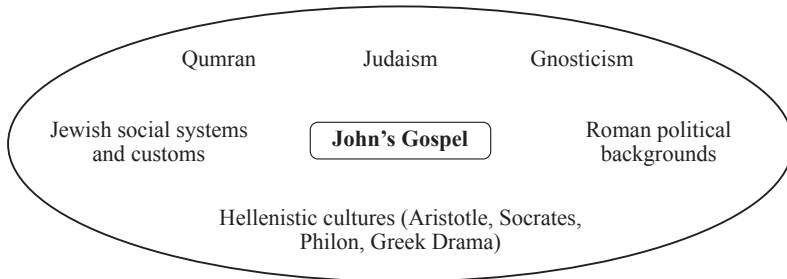 Qumran
Judaism
Gnosticism
Jewish social systems
and customs
John's Gospel
Roman political
backgrounds
Hellenistic cultures (Aristotle, Socrates,
Philon, Greek Drama)